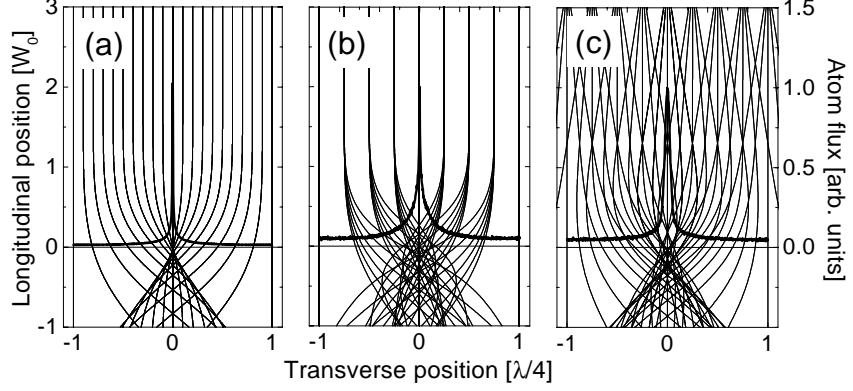 (a) (b) (c)
Longitudinal position [W₀]
3
2
1
0
-1
1.5
1.0
0.5
0.0
Atom flux [arb. units]
-1 0 1 -1 0 1 -1 0 1
Transverse position [λ/4]